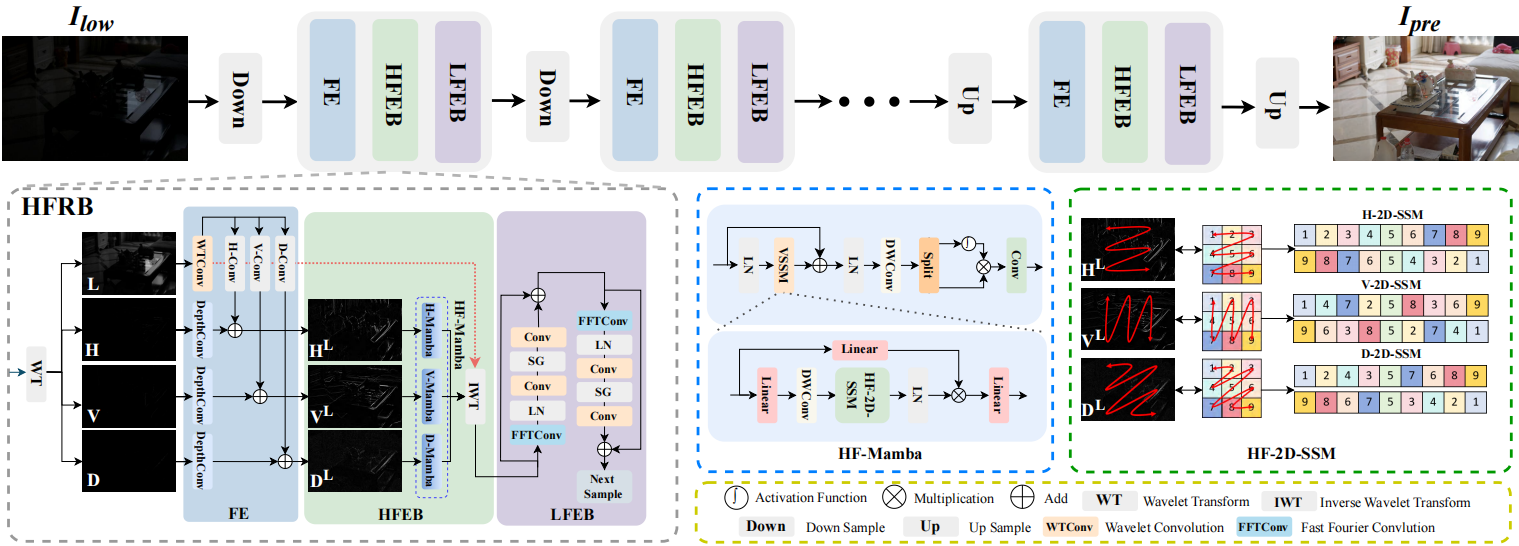 I_low
I_pre
Down
FE
HFEB
LFEB
Down
FE
HFEB
LFEB
Up
FE
HFEB
LFEB
Up
HFRB
WT
L
H
V
D
WTConv
H-Conv
V-Conv
D-Conv
DepthConv
DepthConv
DepthConv
FE
H^L
V^L
D^L
H-Mamba
V-Mamba
D-Mamba
HF-Mamba
IWT
HFEB
Conv
SG
Conv
LN
FFTConv
FFTConv
LN
Conv
SG
Conv
Next
Sample
LFEB
LN
VSSM
LN
DWConv
Split
∫
Conv
Linear
Linear
DWConv
HF-2D-
SSM
LN
Linear
HF-Mamba
H^L
V^L
D^L
1 2 3
4 5 6
7 8 9
1 2 3
4 5 6
7 8 9
1 2 3
4 5 6
7 8 9
H-2D-SSM
1 2 3 4 5 6 7 8 9
9 8 7 6 5 4 3 2 1
V-2D-SSM
1 4 7 2 5 8 3 6 9
9 6 3 8 5 2 7 4 1
D-2D-SSM
1 2 4 3 5 7 6 8 9
9 8 6 7 5 3 4 2 1
HF-2D-SSM
∫ Activation Function Multiplication Add WT Wavelet Transform IWT Inverse Wavelet Transform
Down Down Sample Up Up Sample WTConv Wavelet Convolution FFTConv Fast Fourier Convlution